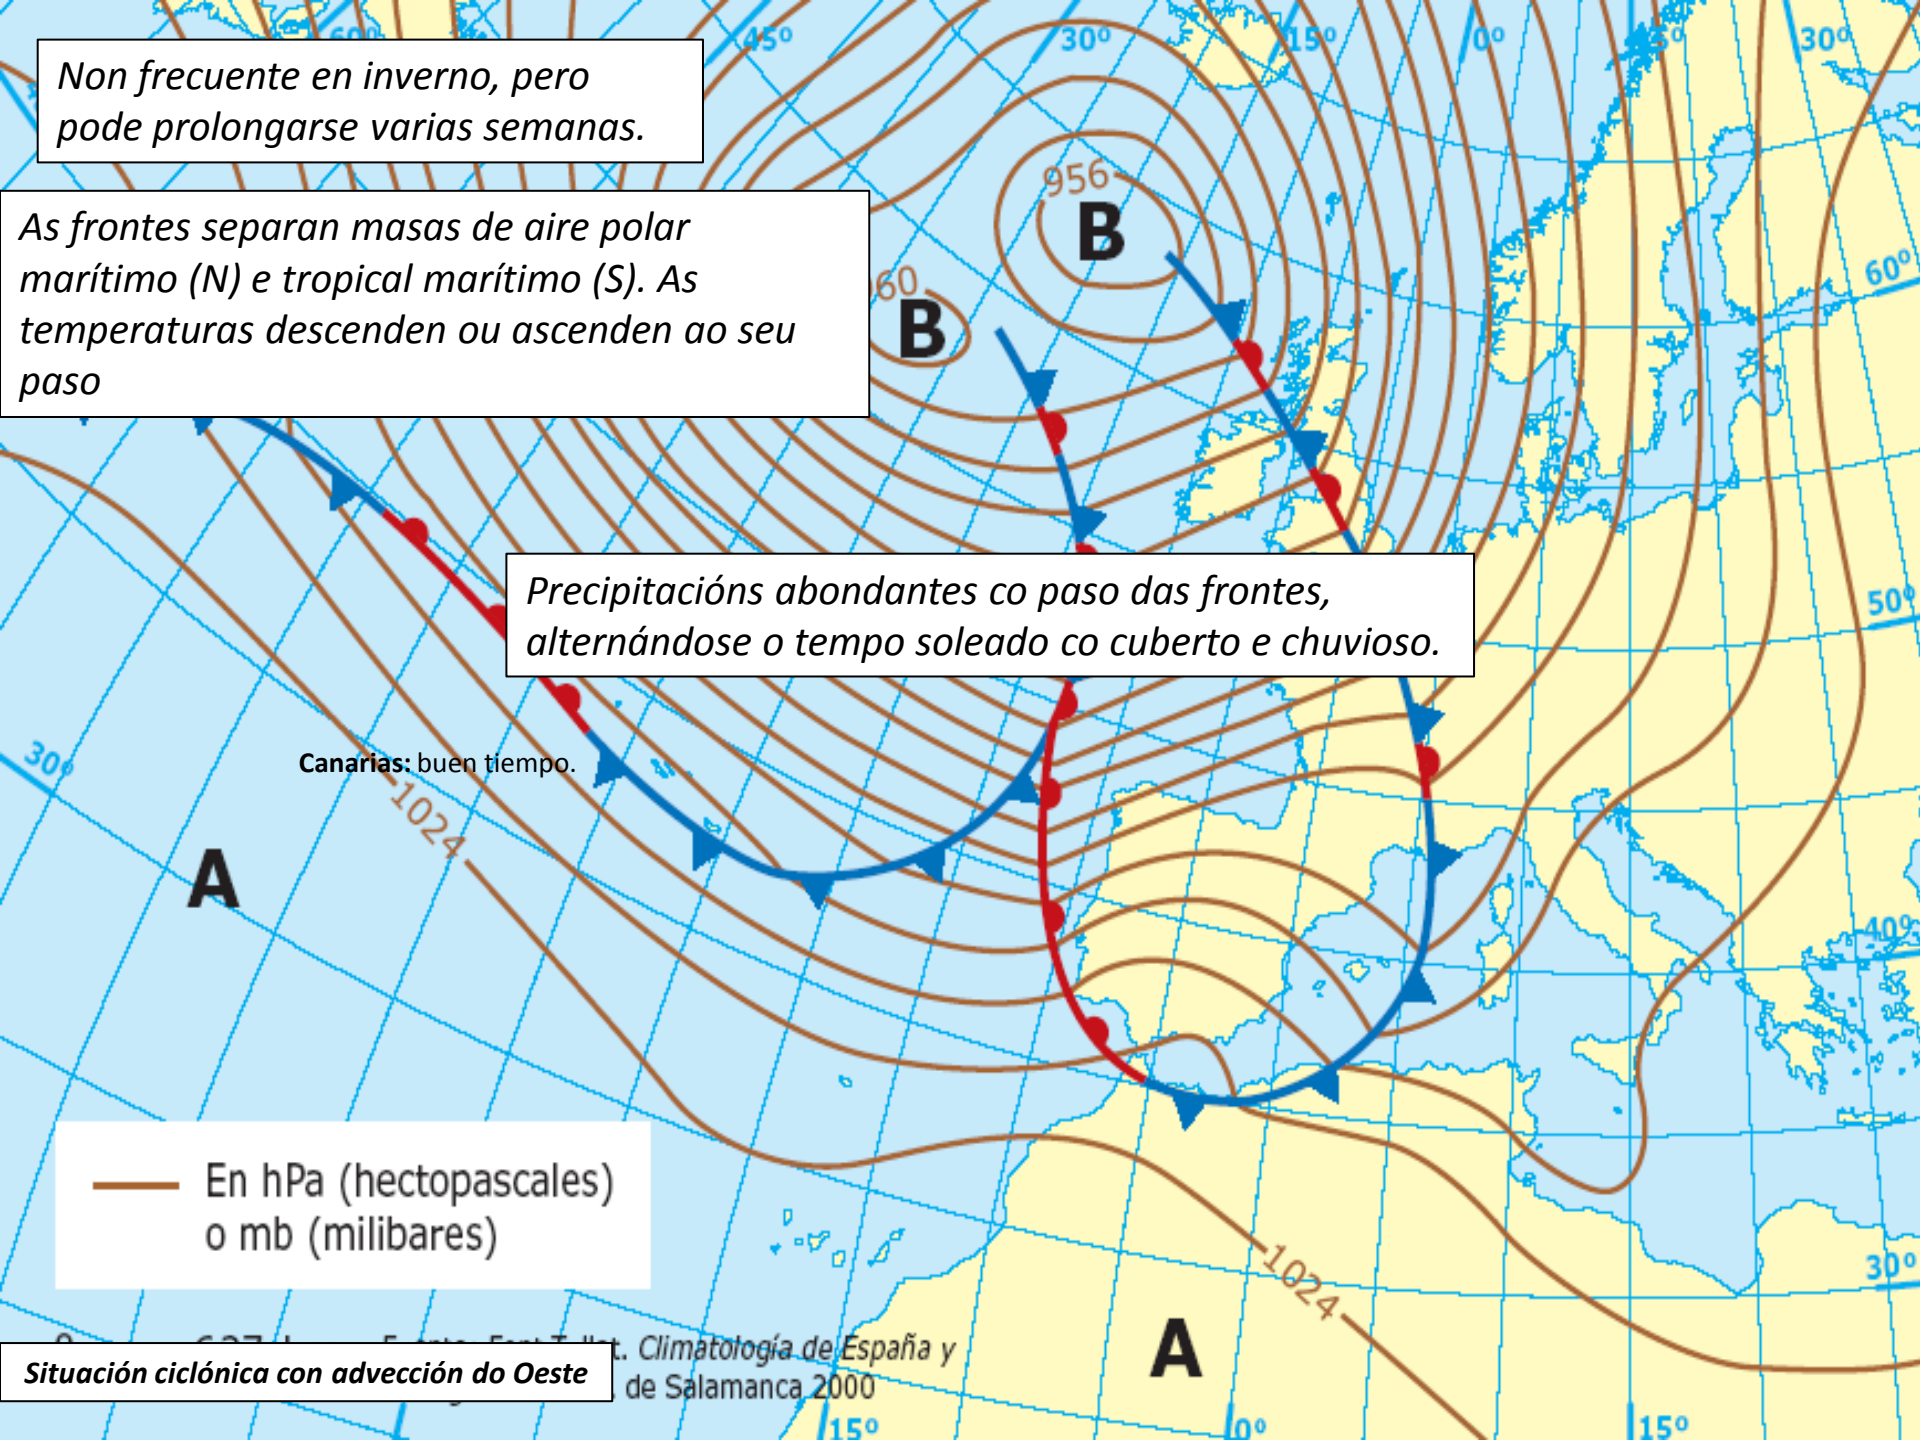 45º
30º
15º
0º
30º
Non frecuente en inverno, pero
pode prolongarse varias semanas.
956
B
As frontes separan masas de aire polar
marítimo (N) e tropical marítimo (S). As
temperaturas descenden ou ascenden ao seu
paso
B
60º
Precipitacións abondantes co paso das frontes,
alternándose o tempo soleado co cuberto e chuvioso.
50º
30º
Canarias: buen tiempo.
1024
A
40º
En hPa (hectopascales)
o mb (milibares)
30º
1024
A
Climatología de España y
Situación ciclónica con advección do Oeste
de Salamanca 2000
15º
0º
15º